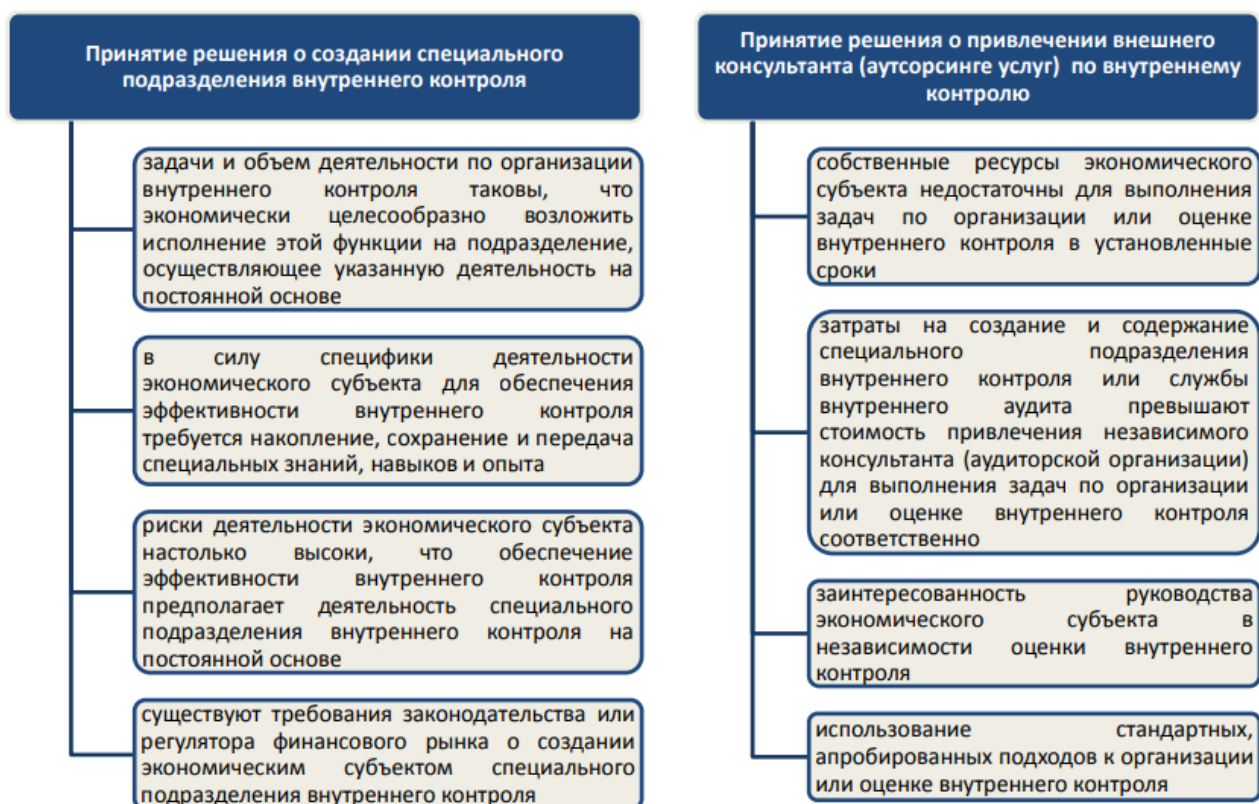 Принятие решения о создании специального
подразделения внутреннего контроля
задачи и объем деятельности по организации
внутреннего контроля таковы, что
экономически целесообразно возложить
исполнение этой функции на подразделение,
осуществляющее указанную деятельность на
постоянной основе
в силу специфики деятельности
экономического субъекта для обеспечения
эффективности внутреннего контроля
требуется накопление, сохранение и передача
специальных знаний, навыков и опыта
риски деятельности экономического субъекта
настолько высоки, что обеспечение
эффективности внутреннего контроля
предполагает деятельность специального
подразделения внутреннего контроля на
постоянной основе
существуют требования законодательства или
регулятора финансового рынка о создании
экономическим субъектом специального
подразделения внутреннего контроля
Принятие решения о привлечении внешнего
консультанта (аутсорсинге услуг) по внутреннему
контролю
собственные ресурсы экономического
субъекта недостаточны для выполнения
задач по организации или оценке
внутреннего контроля в установленные
сроки
затраты на создание и содержание
специального подразделения
внутреннего контроля или службы
внутреннего аудита превышают
стоимость привлечения независимого
консультанта (аудиторской организации)
для выполнения задач по организации
или оценке внутреннего контроля
соответственно
заинтересованность руководства
экономического субъекта в
независимости оценки внутреннего
контроля
использование стандартных,
апробированных подходов к организации
или оценке внутреннего контроля